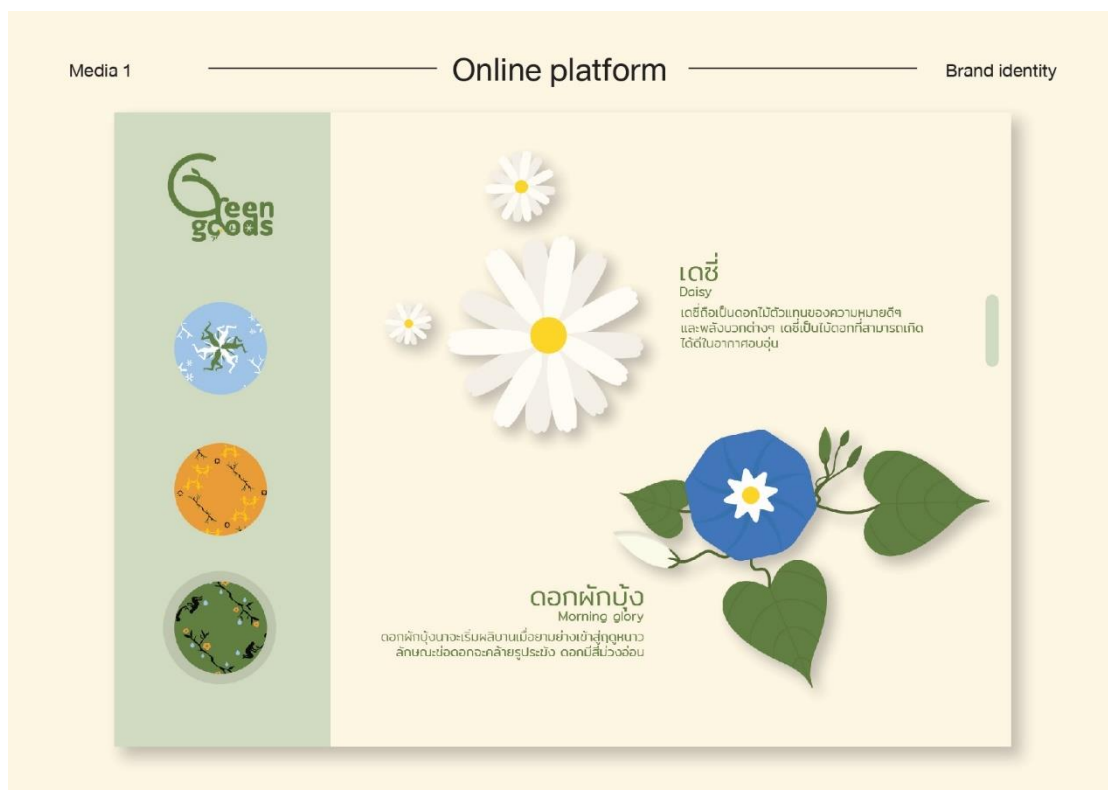 Media 1
Online platform
Brand identity
Green
goods
เดซี่
Daisy
เดซี่ถือเป็นดอกไม้ตัวแทนของความหมายดีๆ
และพลังบวกต่างๆ เดซี่เป็นไม้ดอกที่สามารถเกิด
ได้ดีในอากาศอบอุ่น
ดอกผักบุ้ง
Morning glory
ดอกผักบุ้งนาจะเริ่มผลิบานเมื่อยามย่างเข้าสู่ฤดูหนาว
ลักษณะช่อดอกจะคล้ายรูประฆัง ดอกมีสีม่วงอ่อน